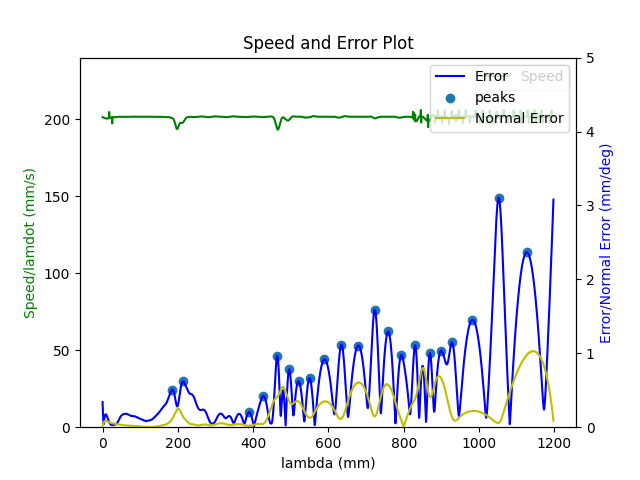 Speed and Error Plot
Speed/lamdot (mm/s)
200
150
100
50
0
Error
peaks
Normal Error
Speed
5
4
3
2
1
0
Error/Normal Error (mm/deg)
0 200 400 600 800 1000 1200
lambda (mm)